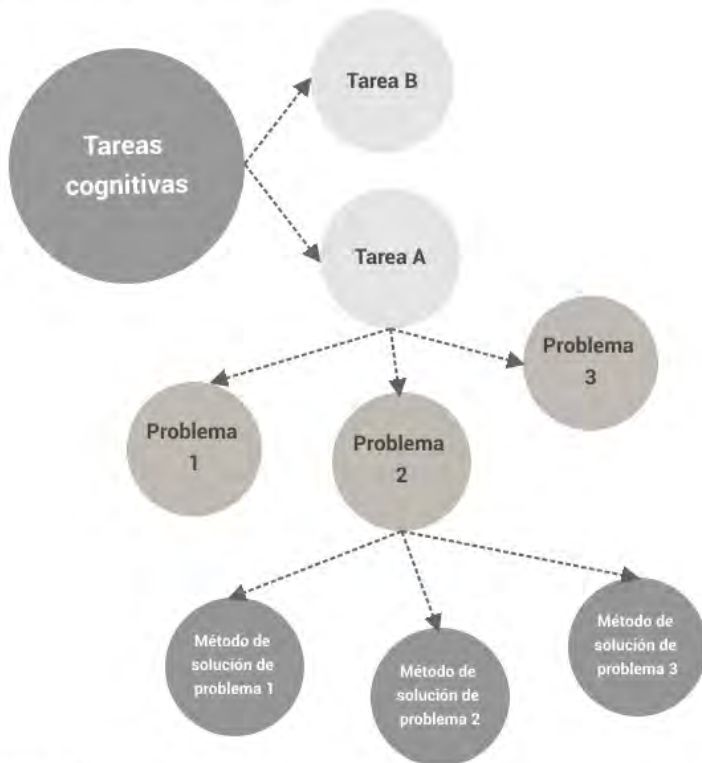 Tareas
cognitivas
Tarea B
Tarea A
Problema
1
Problema
2
Problema
3
Método de
solución de
problema 1
Método de
solución de
problema 2
Método de
solución de
problema 3